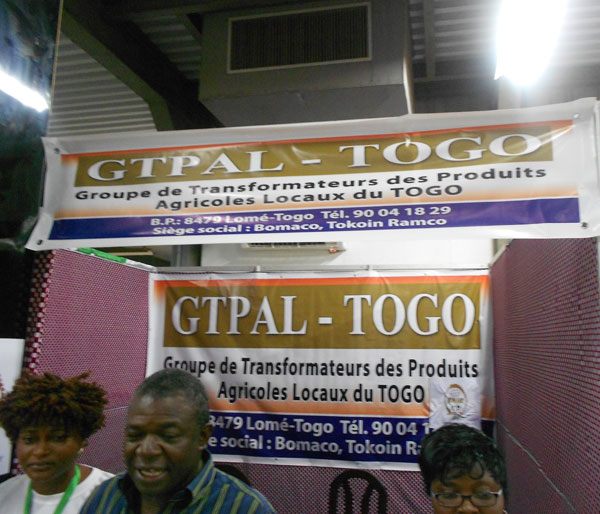 GTPAL - TOGO
Groupe de Transformateurs des Produits
Agricoles Locaux du TOGO
B.P.: 8479 Lomé-Togo Tél. 90 04 18 29
Siège social : Bomaco, Tokoin Ramco
GTPAL - TOGO
Groupe de Transformateurs des Produits
Agricoles Locaux du TOGO
8479 Lomé-Togo Tél. 90 04 1
social : Bomaco, Tokoin Ra